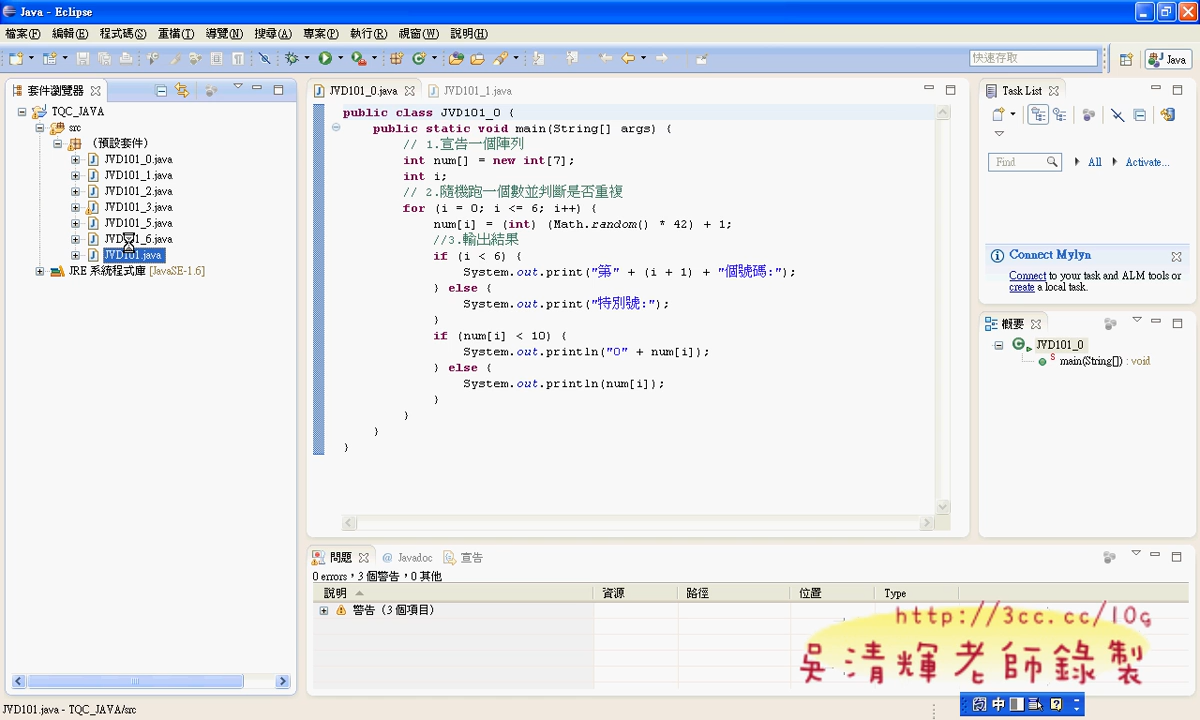 Java - Eclipse
檔案(F) 編輯(E) 程式碼(S) 重構(T) 導覽(N) 搜尋(A) 專案(P) 執行(R) 視窗(W) 說明(H)
快速存取
Java
套件瀏覽器
TQC_JAVA
src
(預設套件)
JVD101_0.java
JVD101_1.java
JVD101_2.java
JVD101_3.java
JVD101_5.java
JVD101_6.java
JVD101.java
JRE 系統程式庫 [JavaSE-1.6]
JVD101_0.java
JVD101_1.java
public class JVD101_0 {
public static void main(String[] args) {
// 1.宣告一個陣列
int num[] = new int[7];
int i;
// 2.隨機跑一個數並判斷是否重複
for (i = 0; i <= 6; i++) {
num[i] = (int) (Math.random() * 42) + 1;
//3.輸出結果
if (i < 6) {
System.out.print("第" + (i + 1) + "個號碼:");
} else {
System.out.print("特別號:");
}
if (num[i] < 10) {
System.out.println("0" + num[i]);
} else {
System.out.println(num[i]);
}
}
}
}
Task List
Find
All
Activate...
Connect Mylyn
Connect to your task and ALM tools or
create a local task.
概要
JVD101_0
main(String[]) : void
問題
@ Javadoc
宣告
0 errors，3 個警告，0 其他
說明 資源 路徑 位置 Type
警告 (3 個項目)
http://3cc.cc/10g
吳清輝老師錄製
JVD101.java - TQC_JAVA/src
中